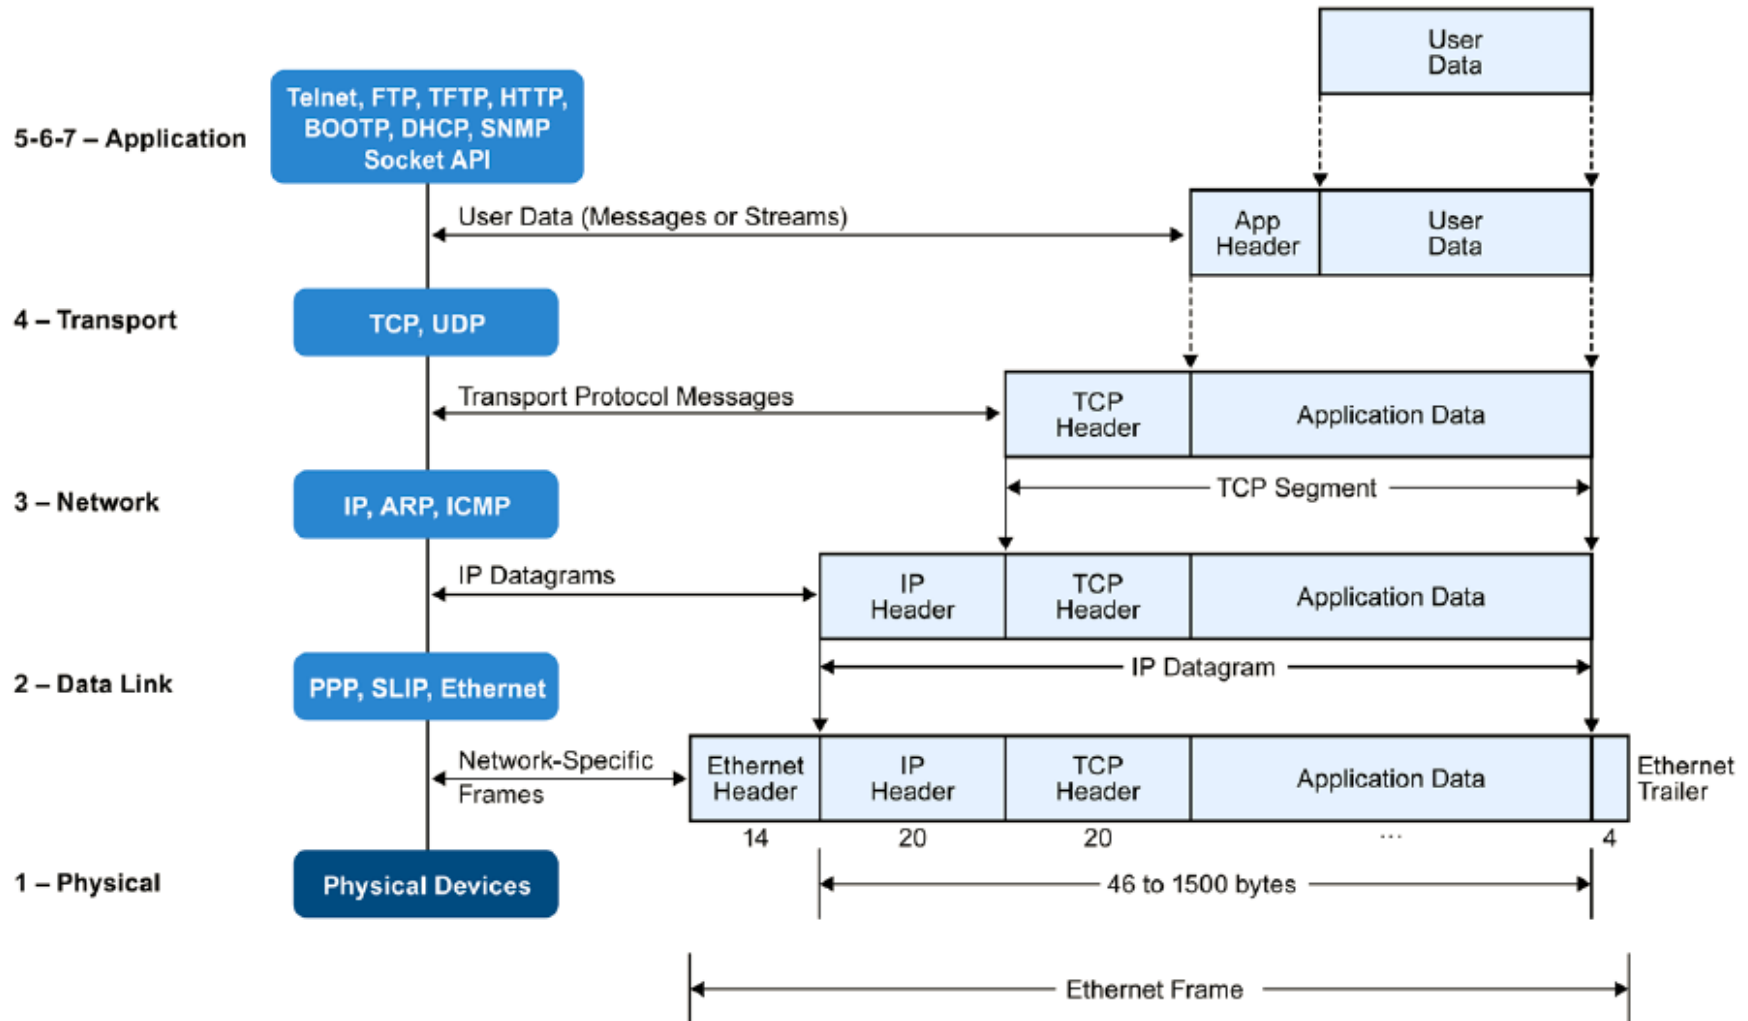 User
Data
Telnet, FTP, TFTP, HTTP,
BOOTP, DHCP, SNMP
Socket API
5-6-7 – Application
User Data (Messages or Streams)
App
Header
User
Data
4 – Transport
TCP, UDP
Transport Protocol Messages
TCP
Header
Application Data
TCP Segment
3 – Network
IP, ARP, ICMP
IP Datagrams
IP
Header
TCP
Header
Application Data
IP Datagram
2 – Data Link
PPP, SLIP, Ethernet
Network-Specific
Frames
Ethernet
Header
IP
Header
TCP
Header
Application Data
Ethernet
Trailer
14
20
20
...
4
1 – Physical
Physical Devices
46 to 1500 bytes
Ethernet Frame